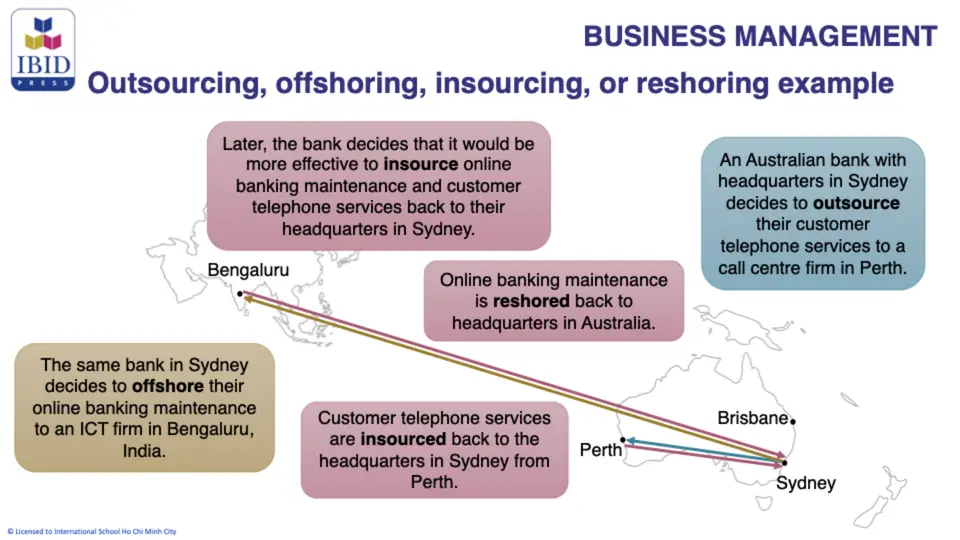 IBID
PRESS
BUSINESS MANAGEMENT
Outsourcing, offshoring, insourcing, or reshoring example
Later, the bank decides that it would be
more effective to insource online
banking maintenance and customer
telephone services back to their
headquarters in Sydney.
An Australian bank with
headquarters in Sydney
decides to outsource
their customer
telephone services to a
call centre firm in Perth.
Bengaluru
Online banking maintenance
is reshored back to
headquarters in Australia.
The same bank in Sydney
decides to offshore their
online banking maintenance
to an ICT firm in Bengaluru,
India.
Customer telephone services
are insourced back to the
headquarters in Sydney from
Perth.
Brisbane
Perth
Sydney
© Licensed to International School Ho Chi Minh City